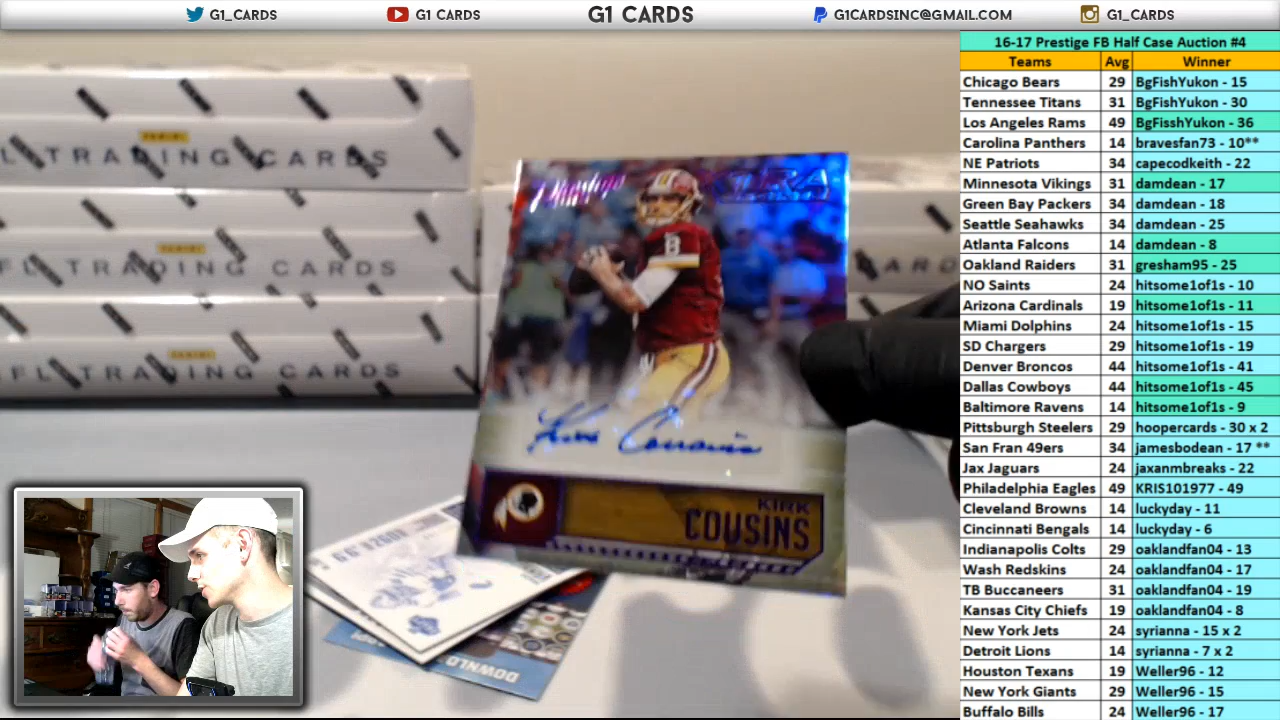 G1_CARDS
G1 CARDS
G1 CARDS
G1CARDSINC@GMAIL.COM
G1_CARDS
16-17 Prestige FB Half Case Auction #4
Teams Avg Winner
Chicago Bears 29 BgFishYukon - 15
Tennessee Titans 31 BgFishYukon - 30
Los Angeles Rams 49 BgFisshYukon - 36
Carolina Panthers 14 bravesfan73 - 10**
NE Patriots 34 capecodkeith - 22
Minnesota Vikings 31 damdean - 17
Green Bay Packers 34 damdean - 18
Seattle Seahawks 34 damdean - 25
Atlanta Falcons 14 damdean - 8
Oakland Raiders 31 gresham95 - 25
NO Saints 24 hitsome1of1s - 10
Arizona Cardinals 19 hitsome1of1s - 11
Miami Dolphins 24 hitsome1of1s - 15
SD Chargers 29 hitsome1of1s - 19
Denver Broncos 44 hitsome1of1s - 41
Dallas Cowboys 44 hitsome1of1s - 45
Baltimore Ravens 14 hitsome1of1s - 9
Pittsburgh Steelers 29 hoopercards - 30 x 2
San Fran 49ers 34 jamesbodean - 17 **
Jax Jaguars 24 jaxanmbreaks - 22
Philadelphia Eagles 49 KRIS101977 - 49
Cleveland Browns 14 luckyday - 11
Cincinnati Bengals 14 luckyday - 6
Indianapolis Colts 29 oaklandfan04 - 13
Wash Redskins 24 oaklandfan04 - 17
TB Buccaneers 31 oaklandfan04 - 19
Kansas City Chiefs 19 oaklandfan04 - 8
New York Jets 24 syrianna - 15 x 2
Detroit Lions 14 syrianna - 7 x 2
Houston Texans 19 Weller96 - 12
New York Giants 29 Weller96 - 15
Buffalo Bills 24 Weller96 - 17
PANINI
L TRADING CARDS
PANINI
FL TRADING CARDS
PANINI
FL TRADING CARDS
ARD
Prestige
8
Kirk Cousins
KIRK
COUSINS
DOWNLO